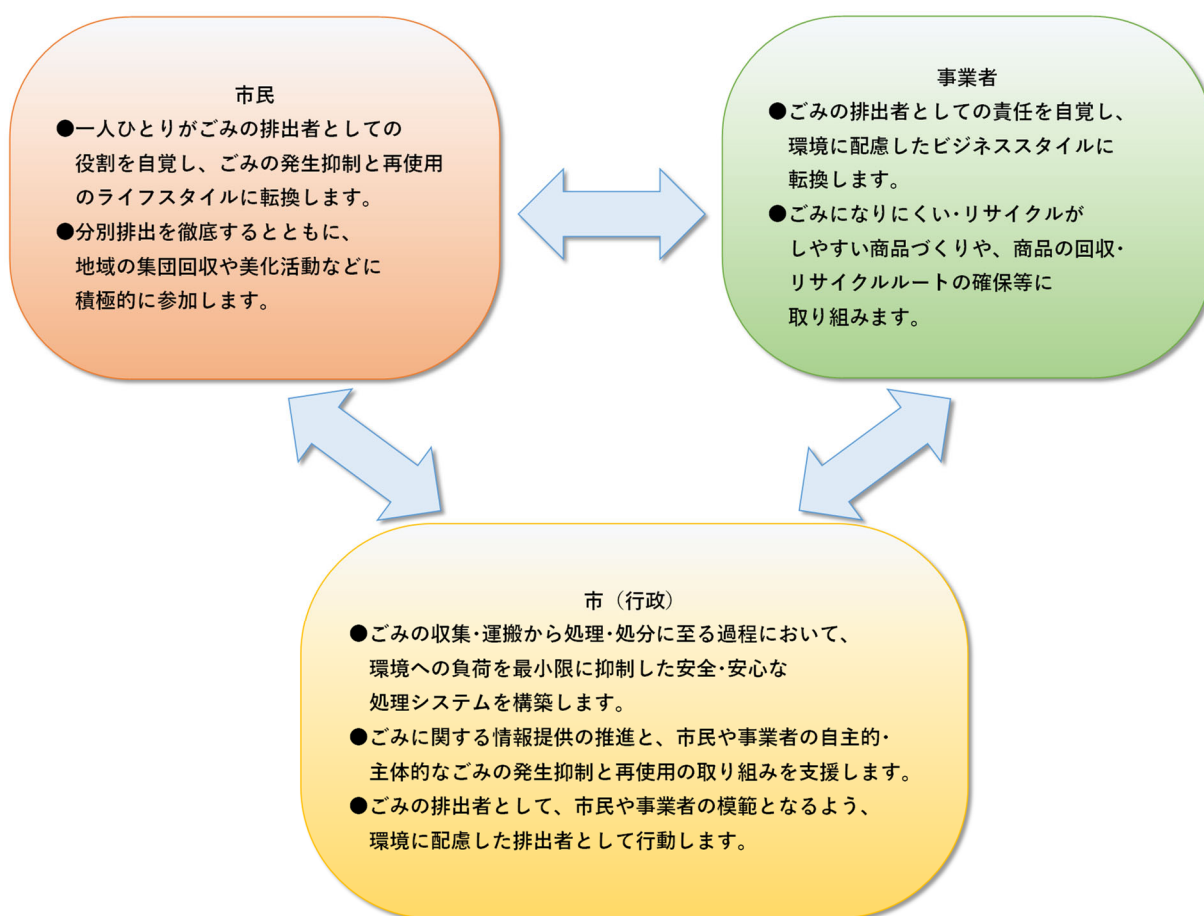 市民
●一人ひとりがごみの排出者としての
役割を自覚し、ごみの発生抑制と再使用
のライフスタイルに転換します。
●分別排出を徹底するとともに、
地域の集団回収や美化活動などに
積極的に参加します。
事業者
●ごみの排出者としての責任を自覚し、
環境に配慮したビジネススタイルに
転換します。
●ごみになりにくい・リサイクルが
しやすい商品づくりや、商品の回収・
リサイクルルートの確保等に
取り組みます。
市（行政）
●ごみの収集・運搬から処理・処分に至る過程において、
環境への負荷を最小限に抑制した安全・安心な
処理システムを構築します。
●ごみに関する情報提供の推進と、市民や事業者の自主的・
主体的なごみの発生抑制と再使用の取り組みを支援します。
●ごみの排出者として、市民や事業者の模範となるよう、
環境に配慮した排出者として行動します。